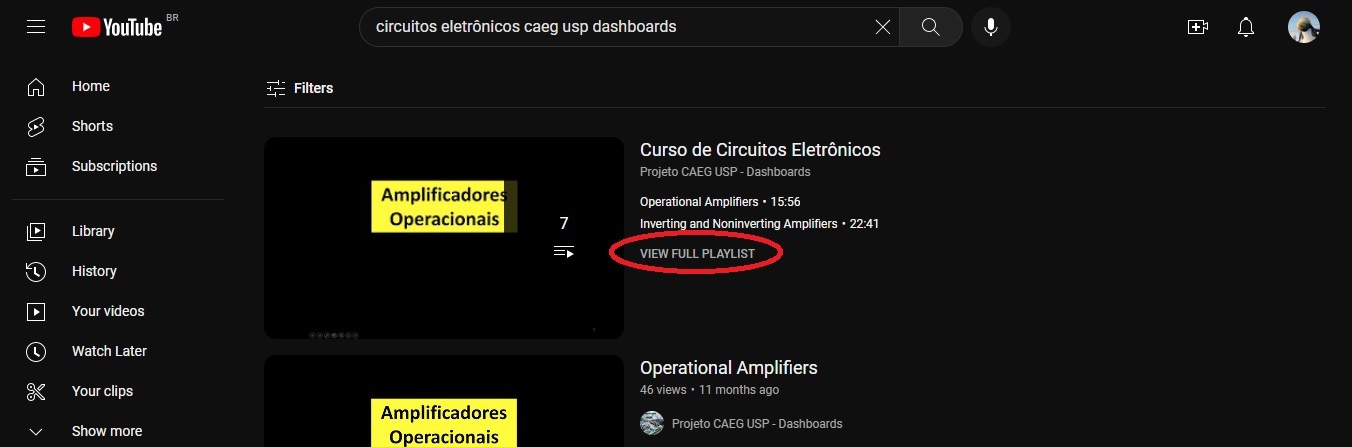 YouTube BR
circuitos eletrônicos caeg usp dashboards
Home
Shorts
Subscriptions
Library
History
Your videos
Watch Later
Your clips
Show more
Filters
Amplificadores
Operacionais
7
Curso de Circuitos Eletrônicos
Projeto CAEG USP - Dashboards
Operational Amplifiers • 15:56
Inverting and Noninverting Amplifiers • 22:41
VIEW FULL PLAYLIST
Amplificadores
Operacionais
Operational Amplifiers
46 views • 11 months ago
Projeto CAEG USP - Dashboards